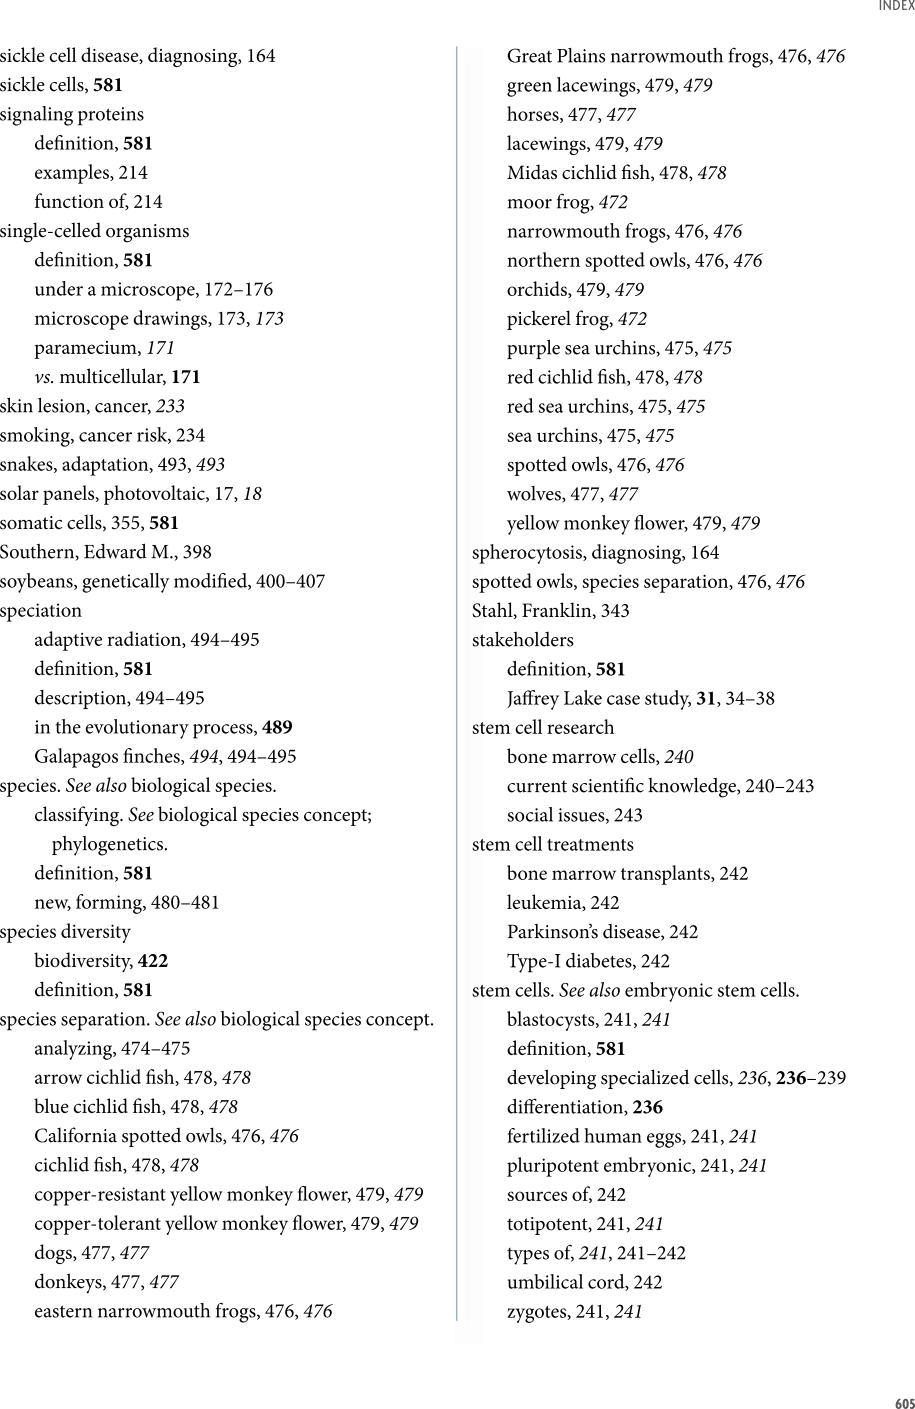 INDEX
sickle cell disease, diagnosing, 164
sickle cells, 581
signaling proteins
definition, 581
examples, 214
function of, 214
single-celled organisms
definition, 581
under a microscope, 172–176
microscope drawings, 173, 173
paramecium, 171
vs. multicellular, 171
skin lesion, cancer, 233
smoking, cancer risk, 234
snakes, adaptation, 493, 493
solar panels, photovoltaic, 17, 18
somatic cells, 355, 581
Southern, Edward M., 398
soybeans, genetically modified, 400–407
speciation
adaptive radiation, 494–495
definition, 581
description, 494–495
in the evolutionary process, 489
Galapagos finches, 494, 494–495
species. See also biological species.
classifying. See biological species concept;
phylogenetics.
definition, 581
new, forming, 480–481
species diversity
biodiversity, 422
definition, 581
species separation. See also biological species concept.
analyzing, 474–475
arrow cichlid fish, 478, 478
blue cichlid fish, 478, 478
California spotted owls, 476, 476
cichlid fish, 478, 478
copper-resistant yellow monkey flower, 479, 479
copper-tolerant yellow monkey flower, 479, 479
dogs, 477, 477
donkeys, 477, 477
eastern narrowmouth frogs, 476, 476
Great Plains narrowmouth frogs, 476, 476
green lacewings, 479, 479
horses, 477, 477
lacewings, 479, 479
Midas cichlid fish, 478, 478
moor frog, 472
narrowmouth frogs, 476, 476
northern spotted owls, 476, 476
orchids, 479, 479
pickerel frog, 472
purple sea urchins, 475, 475
red cichlid fish, 478, 478
red sea urchins, 475, 475
sea urchins, 475, 475
spotted owls, 476, 476
wolves, 477, 477
yellow monkey flower, 479, 479
spherocytosis, diagnosing, 164
spotted owls, species separation, 476, 476
Stahl, Franklin, 343
stakeholders
definition, 581
Jaffrey Lake case study, 31, 34–38
stem cell research
bone marrow cells, 240
current scientific knowledge, 240–243
social issues, 243
stem cell treatments
bone marrow transplants, 242
leukemia, 242
Parkinson's disease, 242
Type-I diabetes, 242
stem cells. See also embryonic stem cells.
blastocysts, 241, 241
definition, 581
developing specialized cells, 236, 236–239
differentiation, 236
fertilized human eggs, 241, 241
pluripotent embryonic, 241, 241
sources of, 242
totipotent, 241, 241
types of, 241, 241–242
umbilical cord, 242
zygotes, 241, 241
605